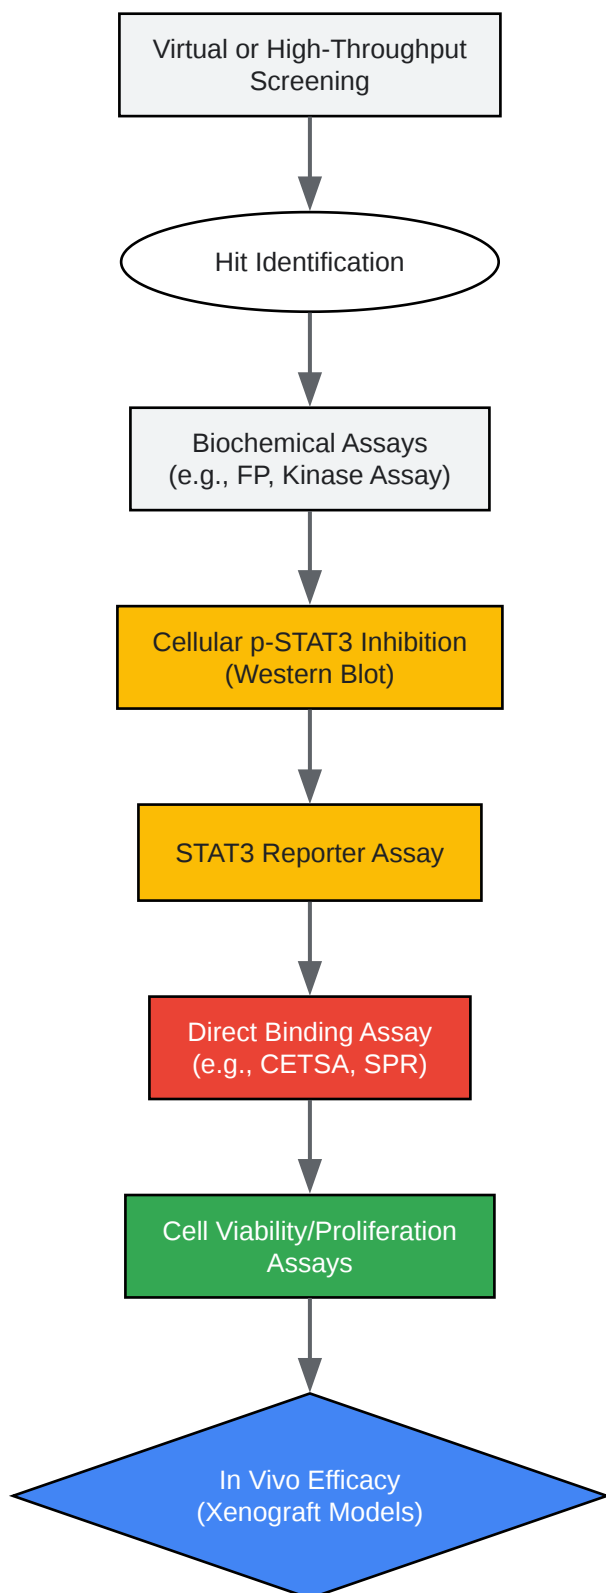 Virtual or High-Throughput
Screening
Hit Identification
Biochemical Assays
(e.g., FP, Kinase Assay)
Cellular p-STAT3 Inhibition
(Western Blot)
STAT3 Reporter Assay
Direct Binding Assay
(e.g., CETSA, SPR)
Cell Viability/Proliferation
Assays
In Vivo Efficacy
(Xenograft Models)